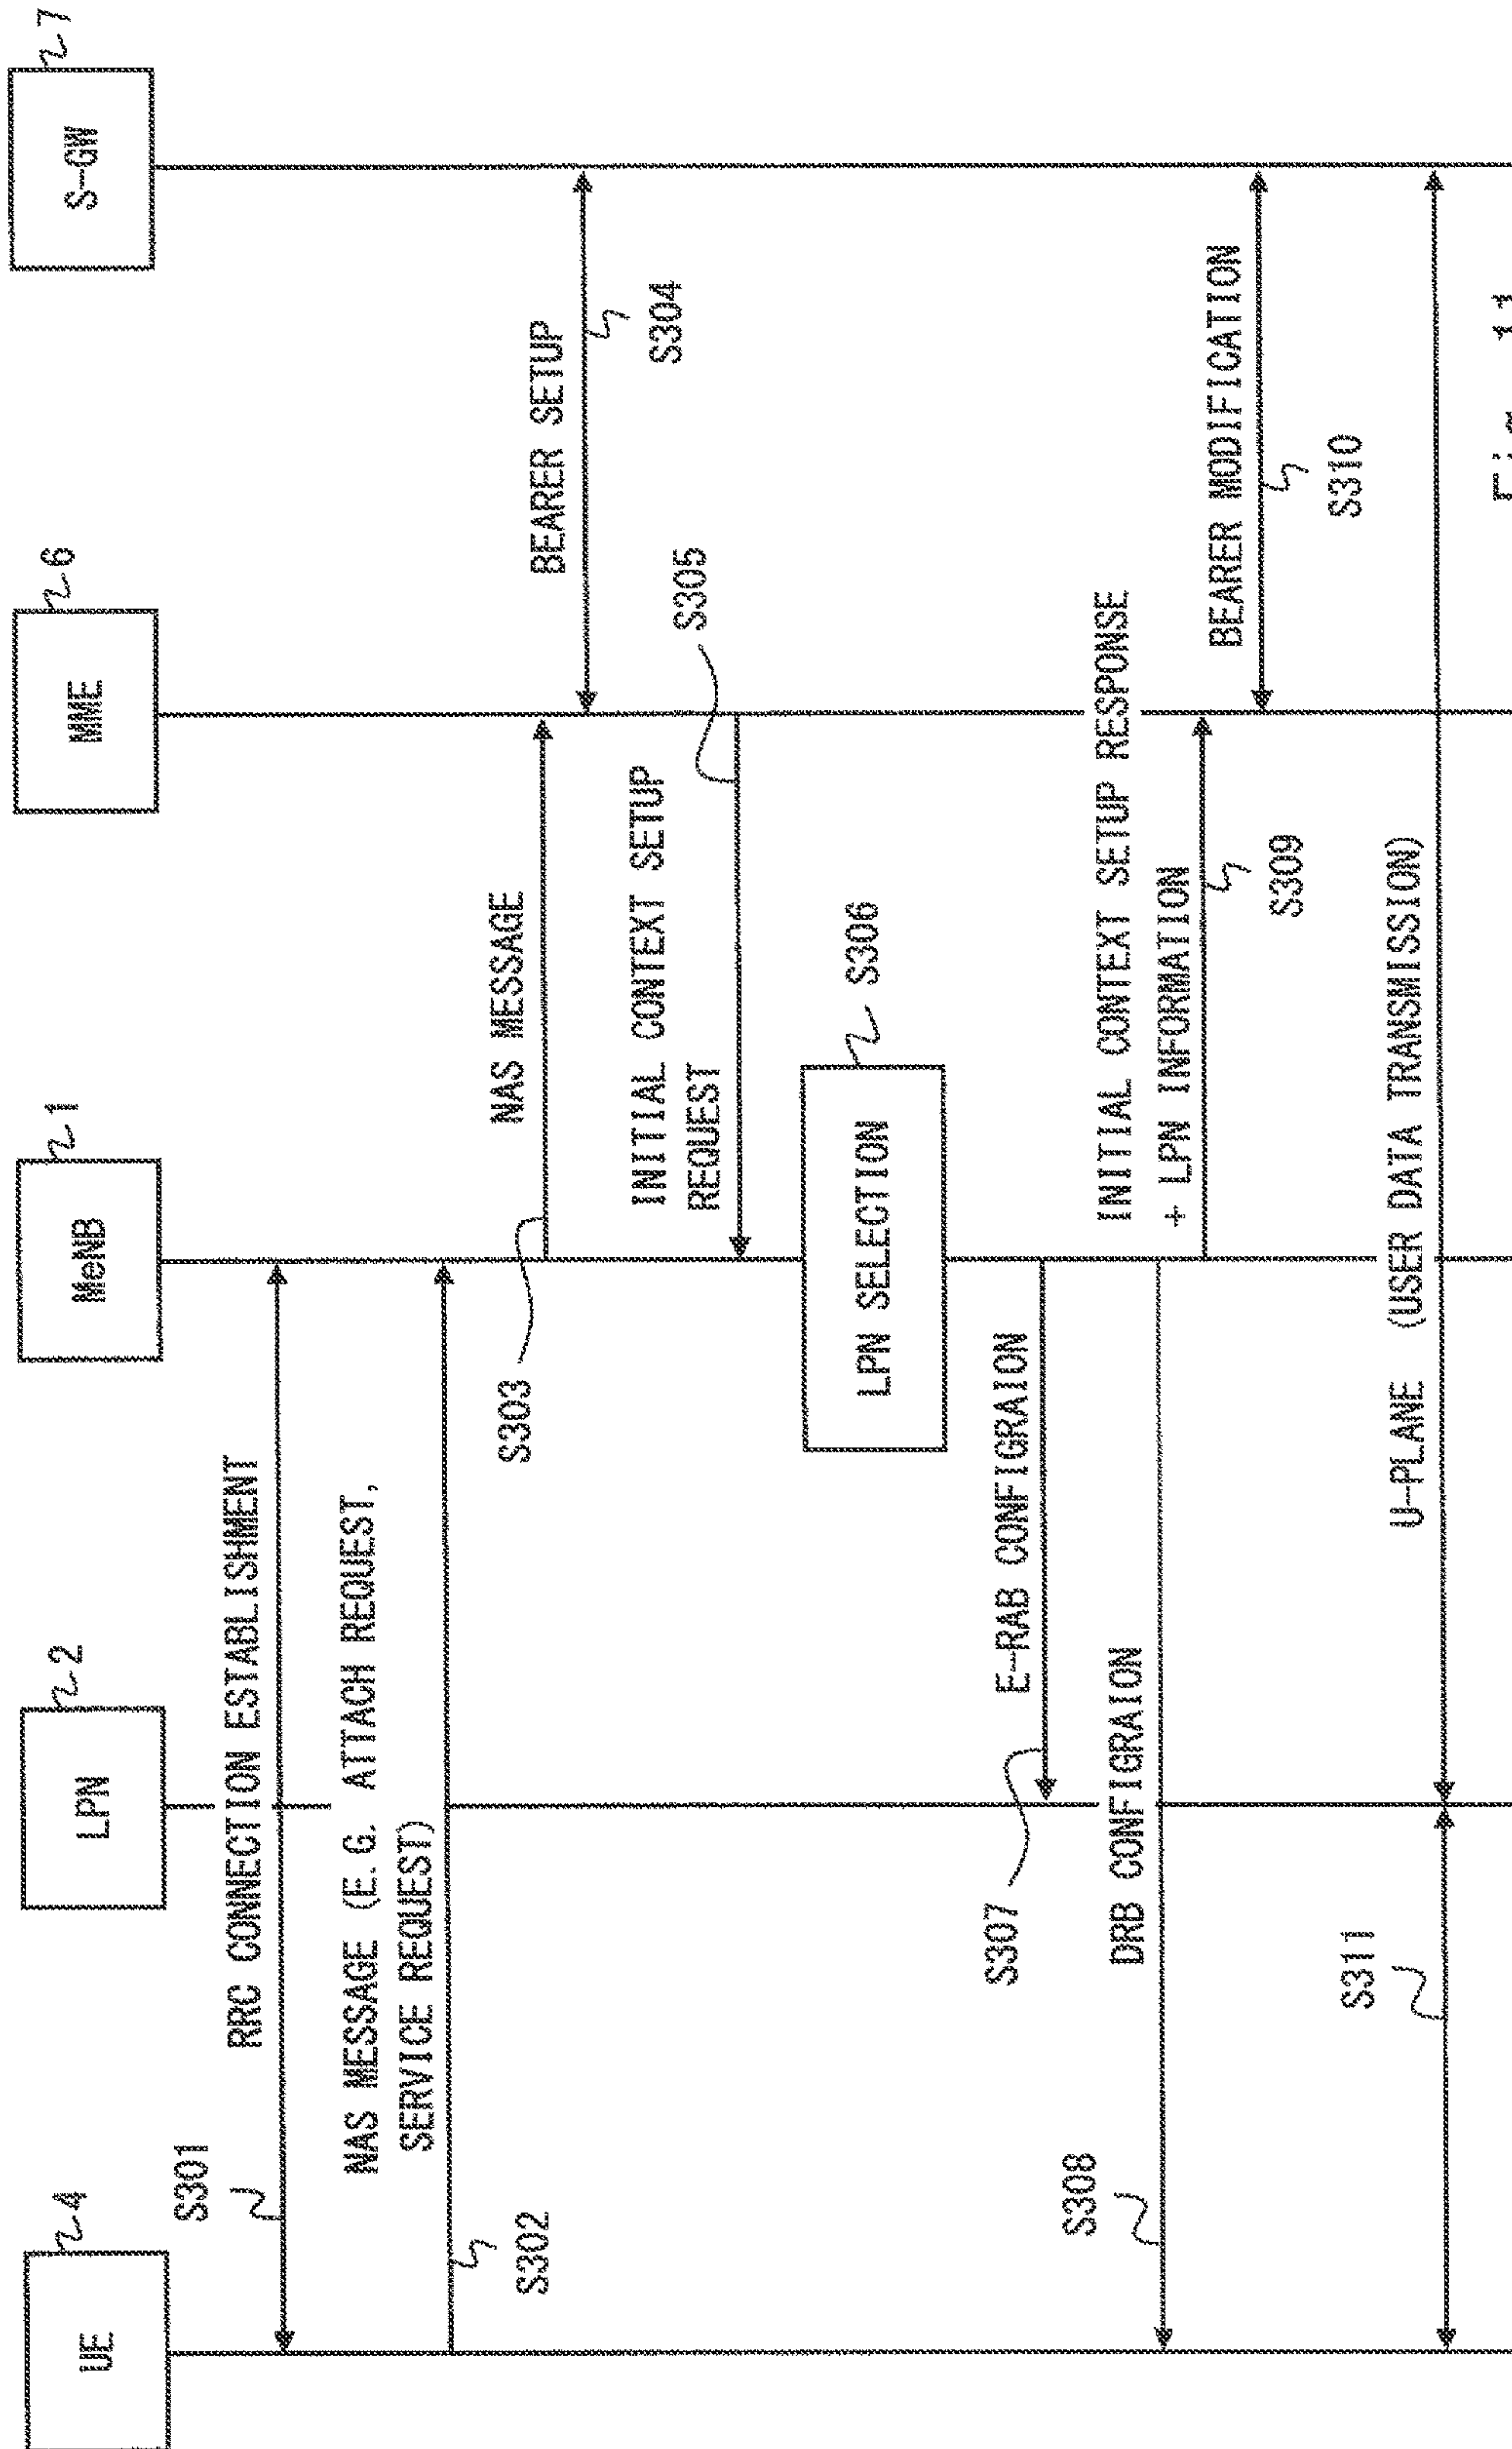 UE
4
LPN
2
MeNB
1
MME
6
S-GW
7
RRC CONNECTION ESTABLISHMENT
S301
NAS MESSAGE (E.G. ATTACH REQUEST,
SERVICE REQUEST)
S302
NAS MESSAGE
S303
BEARER SETUP
S304
INITIAL CONTEXT SETUP
REQUEST
S305
LPN SELECTION
S306
E-RAB CONFIGRAION
S307
DRB CONFIGRAION
S308
INITIAL CONTEXT SETUP RESPONSE
+ LPN INFORMATION
S309
BEARER MODIFICATION
S310
U-PLANE (USER DATA TRANSMISSION)
S311